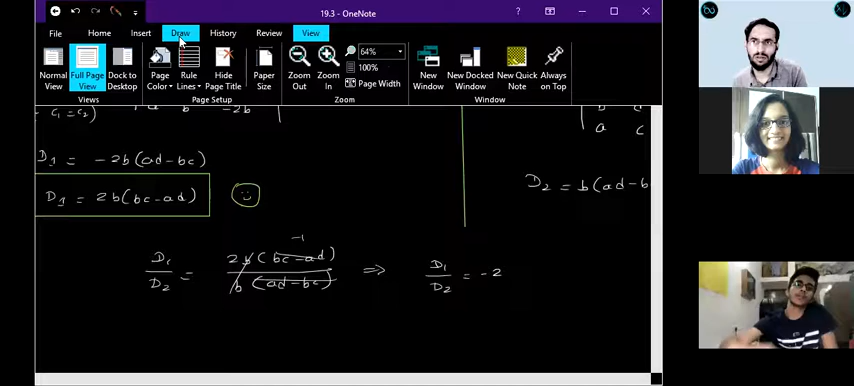 19.3 - OneNote
File Home Insert Draw History Review View
Normal View
Full Page View
Dock to Desktop
Views
Page Color
Rule Lines
Hide Page Title
Paper Size
Page Setup
Zoom Out
Zoom In
64%
100%
Page Width
Zoom
New Window
New Docked Window
New Quick Note
Always on Top
Window
C₁ = C₂) a b -2b
a c
D₁ = -2b(ad-bc)
D₁ = 2b(bc-ad)
D₂ = b(ad-b
-1
D₁/D₂ = 2b(bc-ad)/b(ad-bc) ⇒ D₁/D₂ = -2